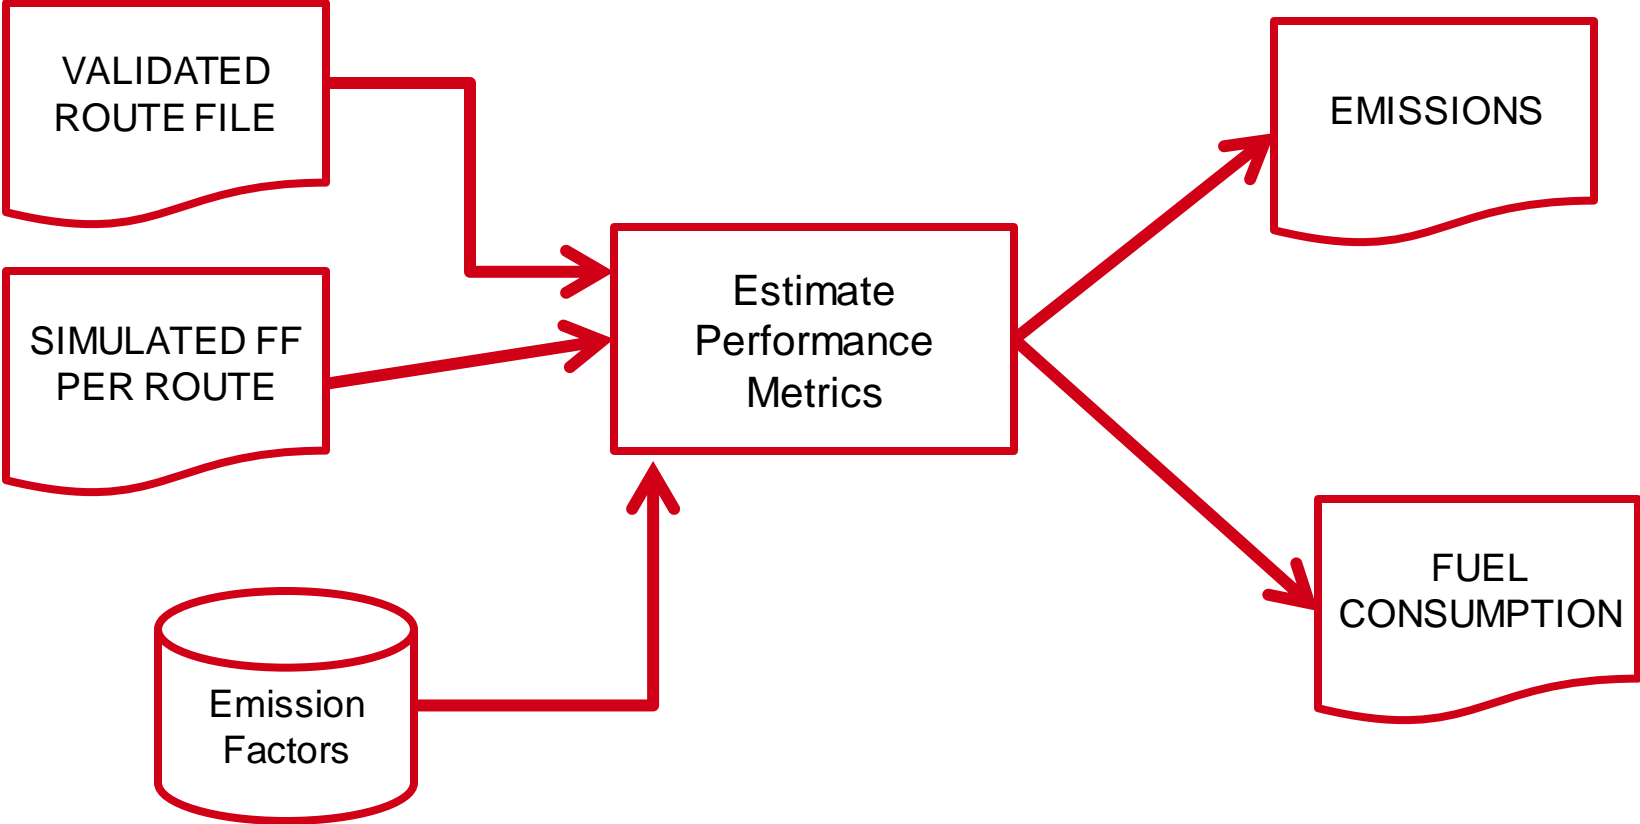 VALIDATED
ROUTE FILE
SIMULATED FF
PER ROUTE
Emission
Factors
Estimate
Performance
Metrics
EMISSIONS
FUEL
CONSUMPTION